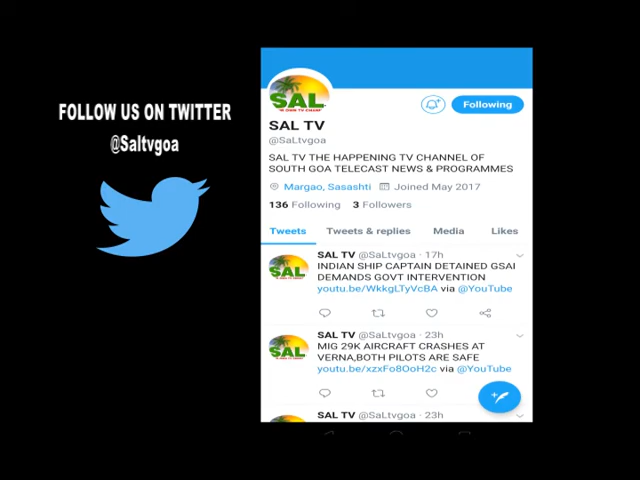 FOLLOW US ON TWITTER
@Saltvgoa
SAL
Following
SAL TV
@SaLtvgoa
SAL TV THE HAPPENING TV CHANNEL OF
SOUTH GOA TELECAST NEWS & PROGRAMMES
Margao, Sasashti Joined May 2017
136 Following 3 Followers
Tweets Tweets & replies Media Likes
SAL TV @SaLtvgoa · 17h
INDIAN SHIP CAPTAIN DETAINED GSAI
DEMANDS GOVT INTERVENTION
youtu.be/WkkgLTyVcBA via @YouTube
SAL
SAL TV @SaLtvgoa · 23h
MIG 29K AIRCRAFT CRASHES AT
VERNA,BOTH PILOTS ARE SAFE
youtu.be/xzxFo8OoH2c via @YouTube
SAL
SAL TV @SaLtvgoa · 23h